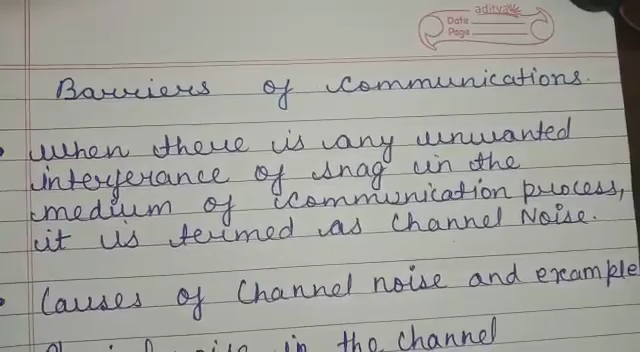 aditya
Date
Page
Barriers of communications.
when there is any unwanted
interferance of snag in the
medium of communication process,
it is termed as Channel Noise.
Causes of Channel noise and example
in the channel